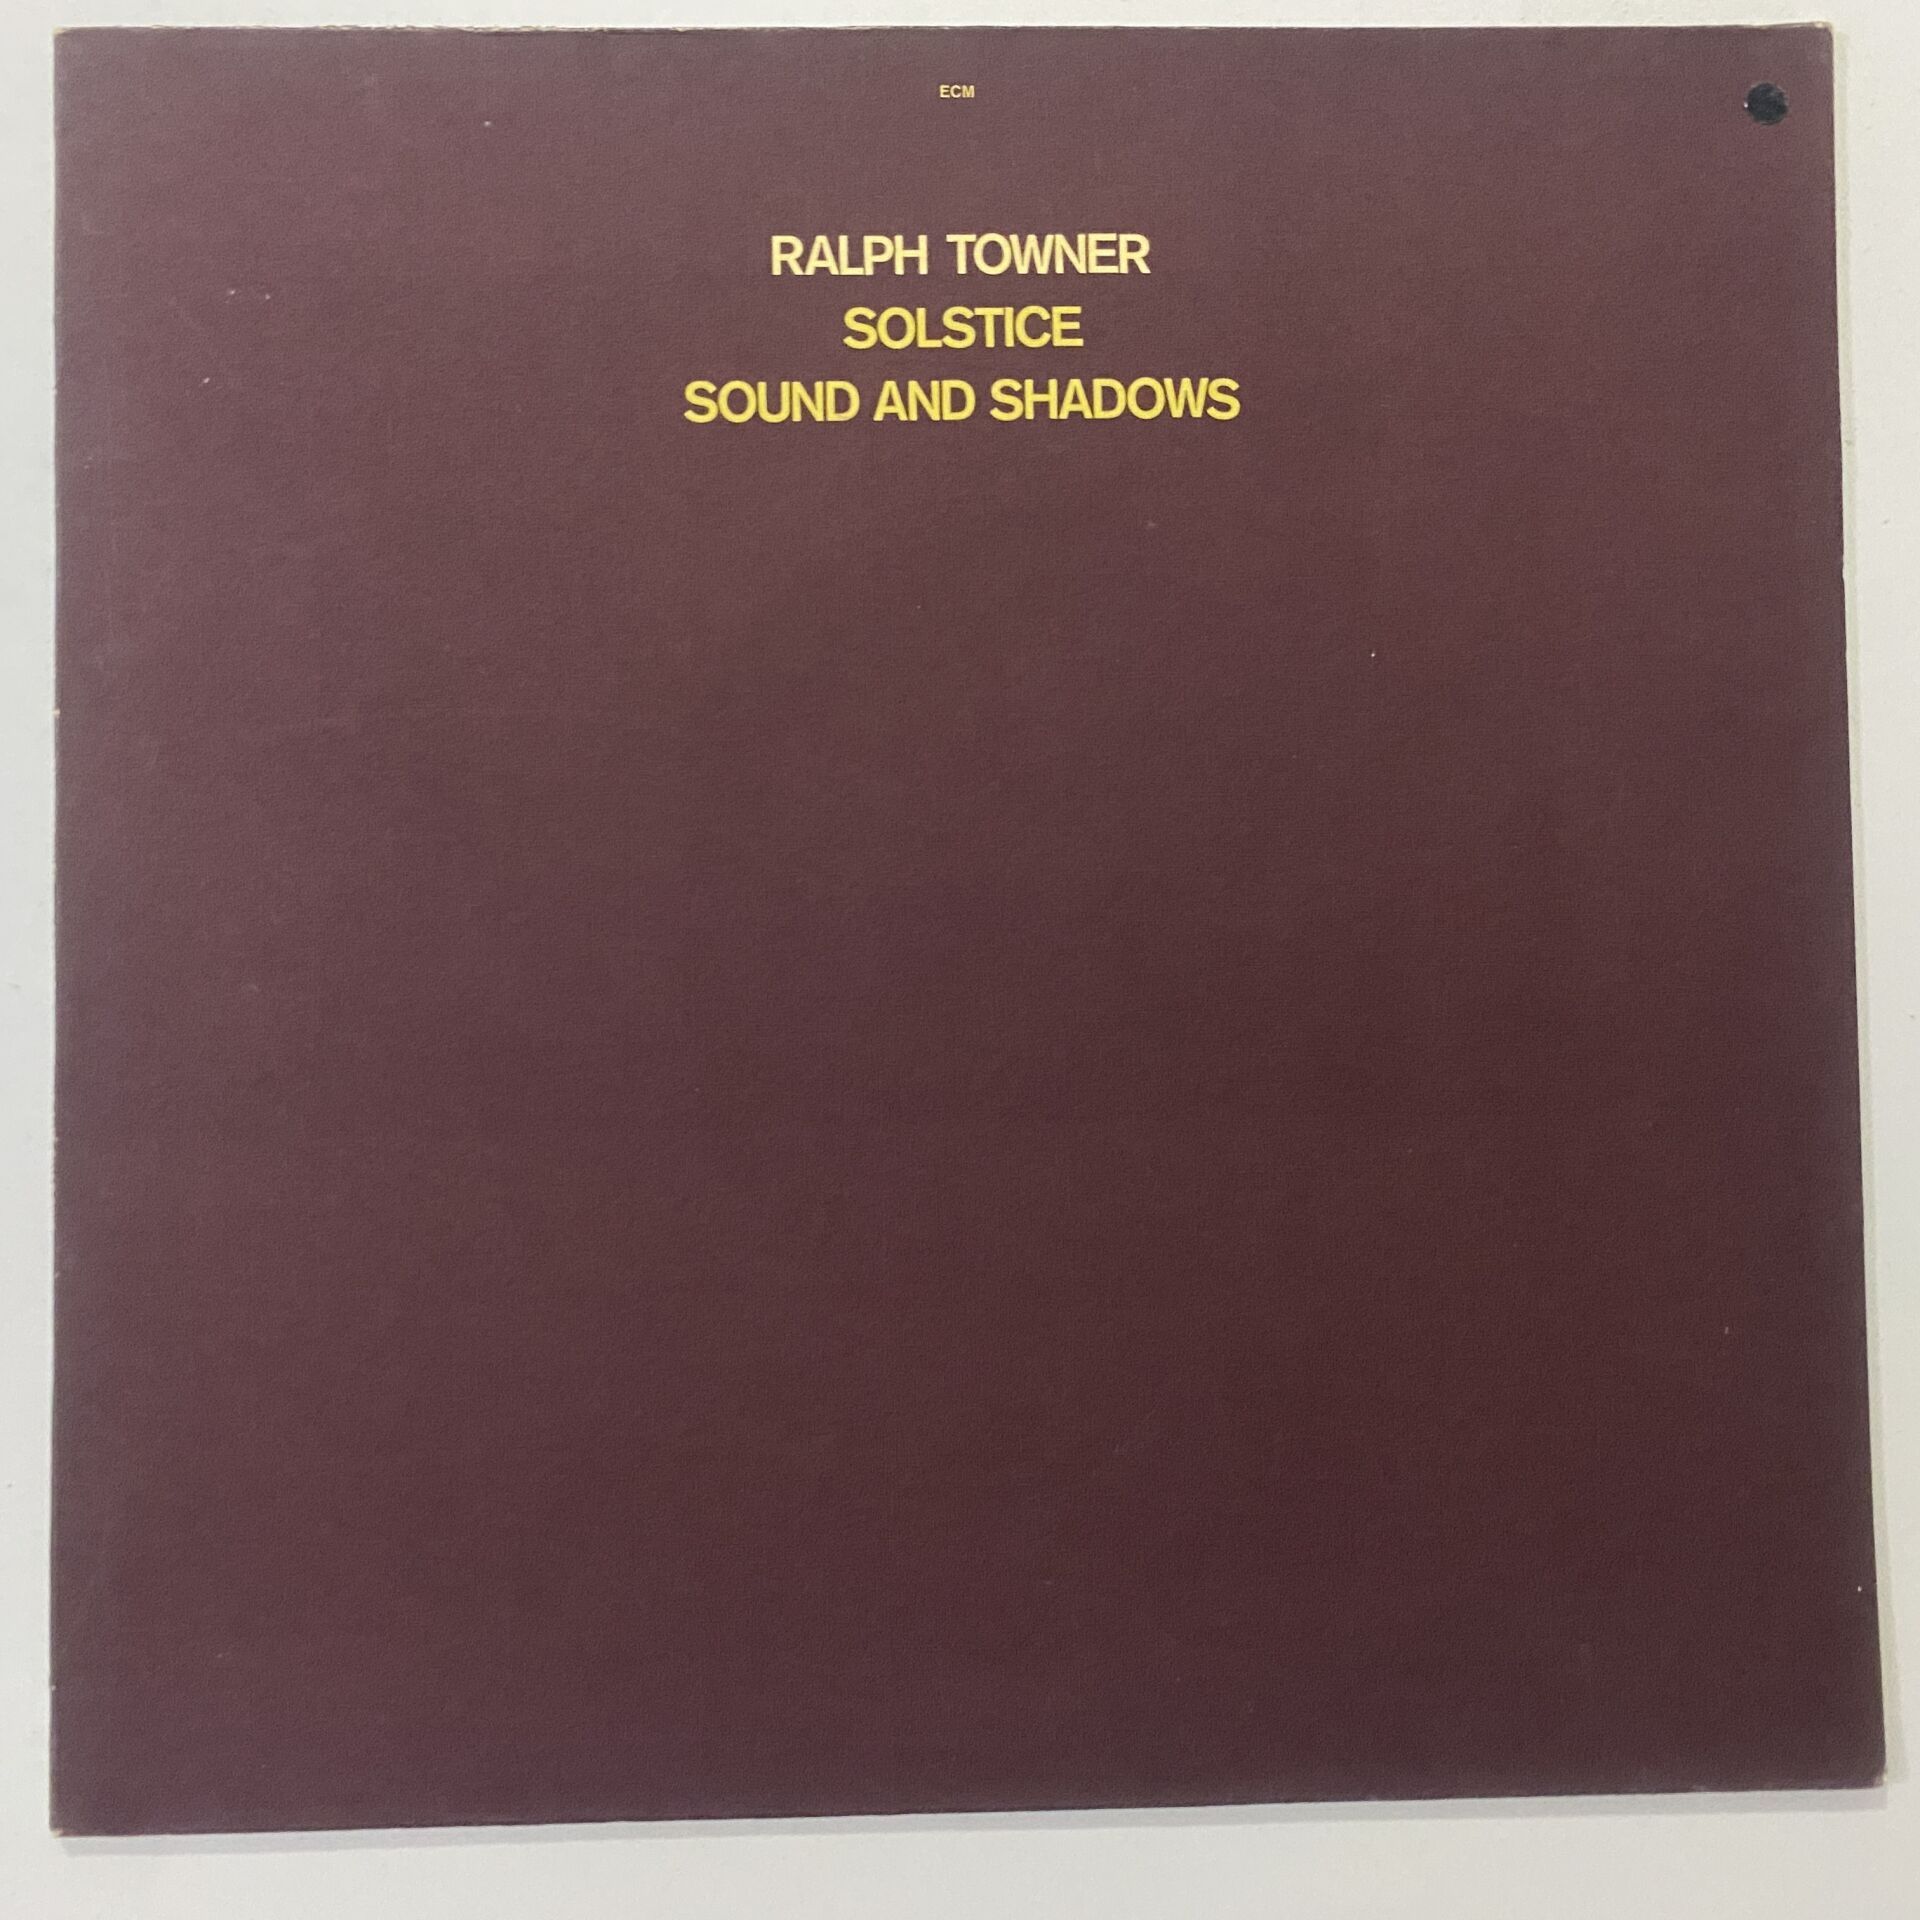 ECM
RALPH TOWNER
SOLSTICE
SOUND AND SHADOWS